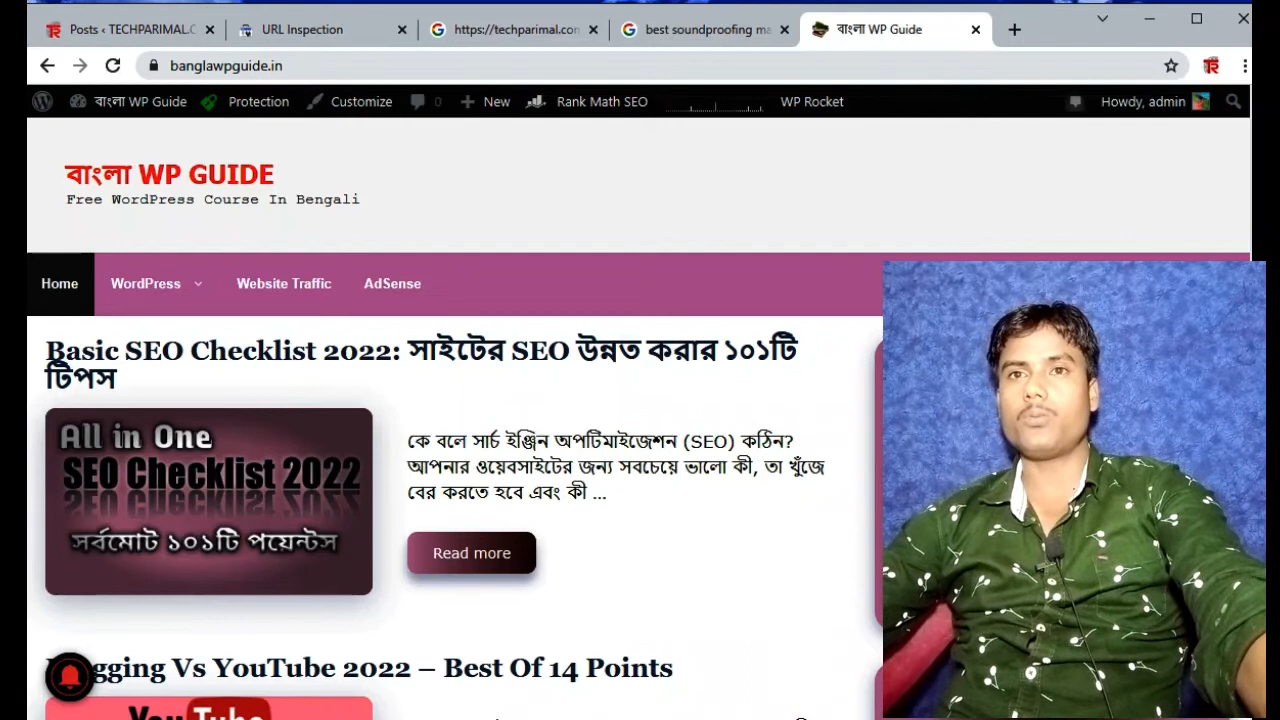 Posts ‹ TECHPARIMAL.C
URL Inspection
https://techparimal.com
best soundproofing ma
বাংলা WP Guide
banglawpguide.in
বাংলা WP Guide
Protection
Customize
0
New
Rank Math SEO
WP Rocket
Howdy, admin
বাংলা WP GUIDE
Free WordPress Course In Bengali
Home
WordPress
Website Traffic
AdSense
Basic SEO Checklist 2022: সাইটের SEO উন্নত করার ১০১টি
টিপস
All in One
SEO Checklist 2022
সর্বমোট ১০১টি পয়েন্টস
কে বলে সার্চ ইঞ্জিন অপটিমাইজেশন (SEO) কঠিন?
আপনার ওয়েবসাইটের জন্য সবচেয়ে ভালো কী, তা খুঁজে
বের করতে হবে এবং কী ...
Read more
gging Vs YouTube 2022 – Best Of 14 Points
YouTube